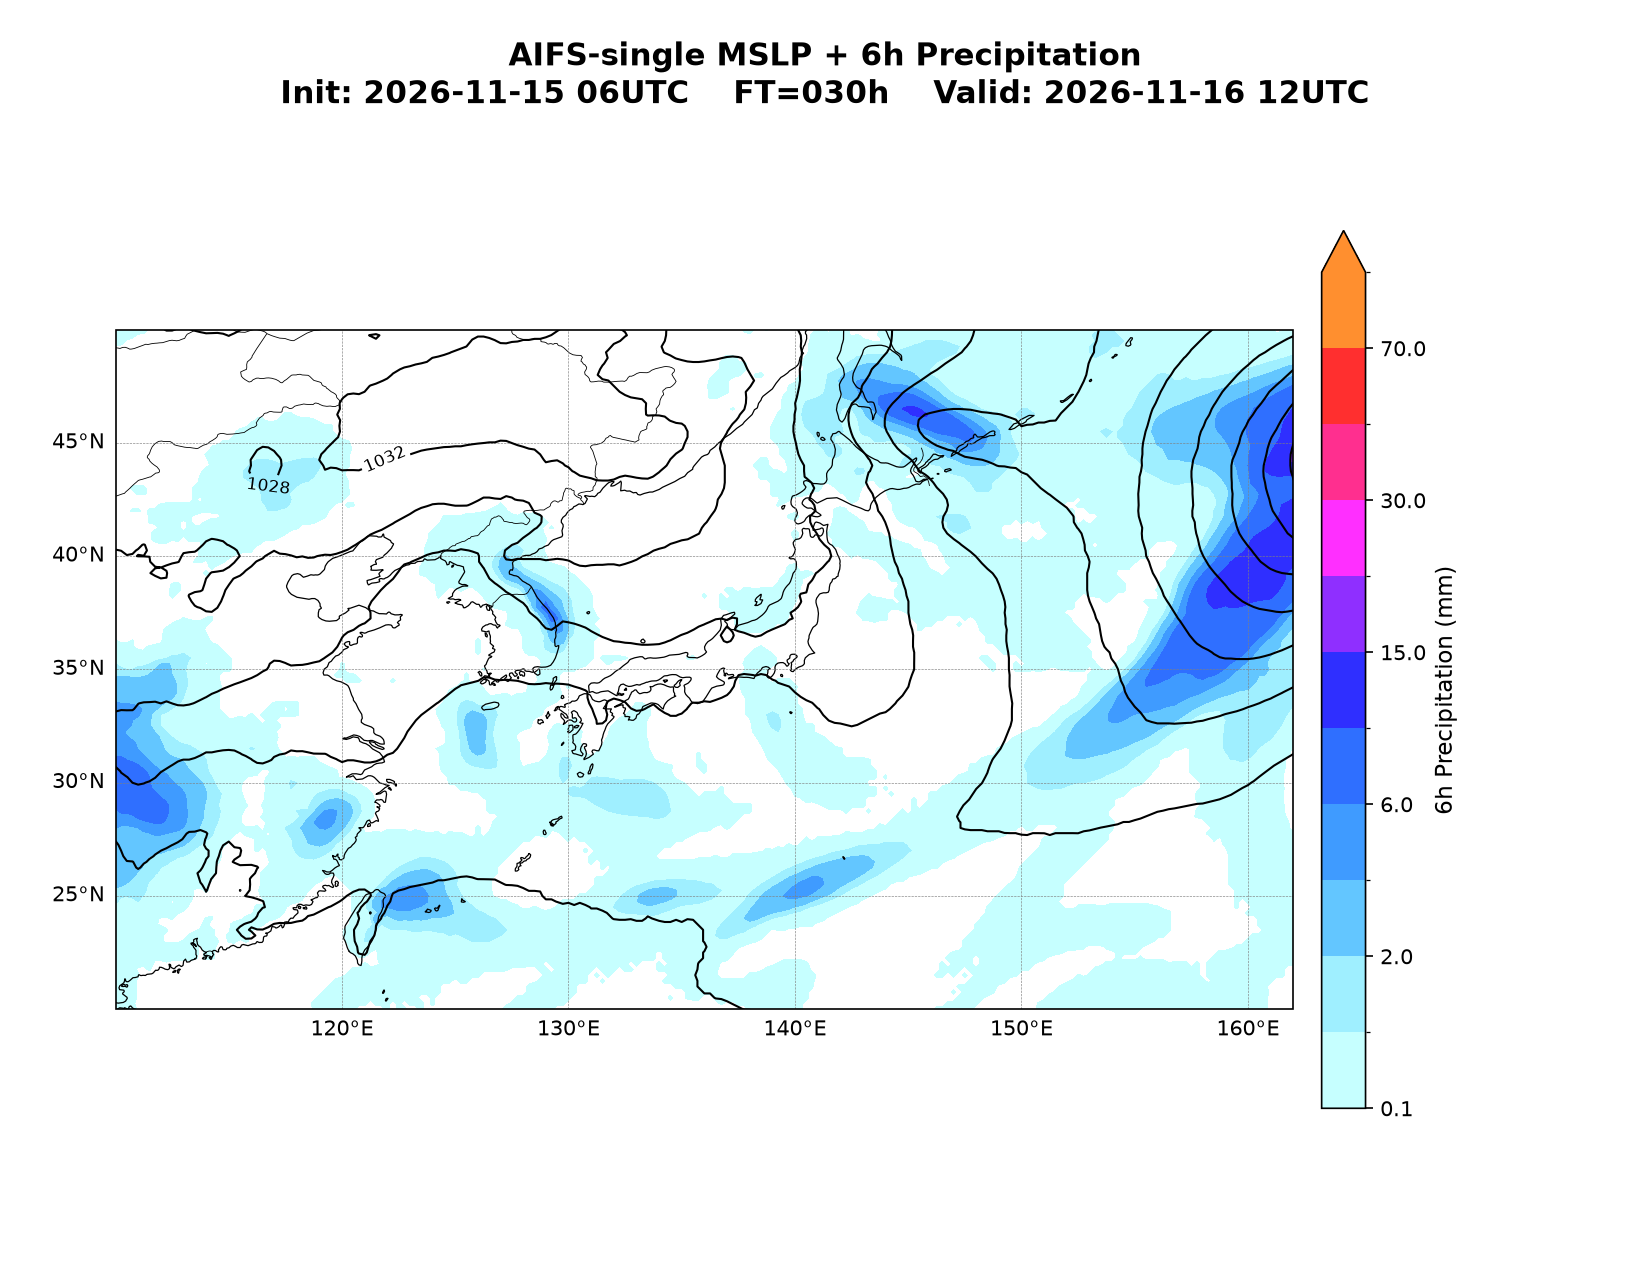 AIFS-single MSLP + 6h Precipitation
Init: 2026-11-15 06UTC    FT=030h    Valid: 2026-11-16 12UTC
70.0
45°N
1032
1028
30.0
40°N
35°N
15.0
6h Precipitation (mm)
30°N
6.0
25°N
2.0
120°E
130°E
140°E
150°E
160°E
0.1